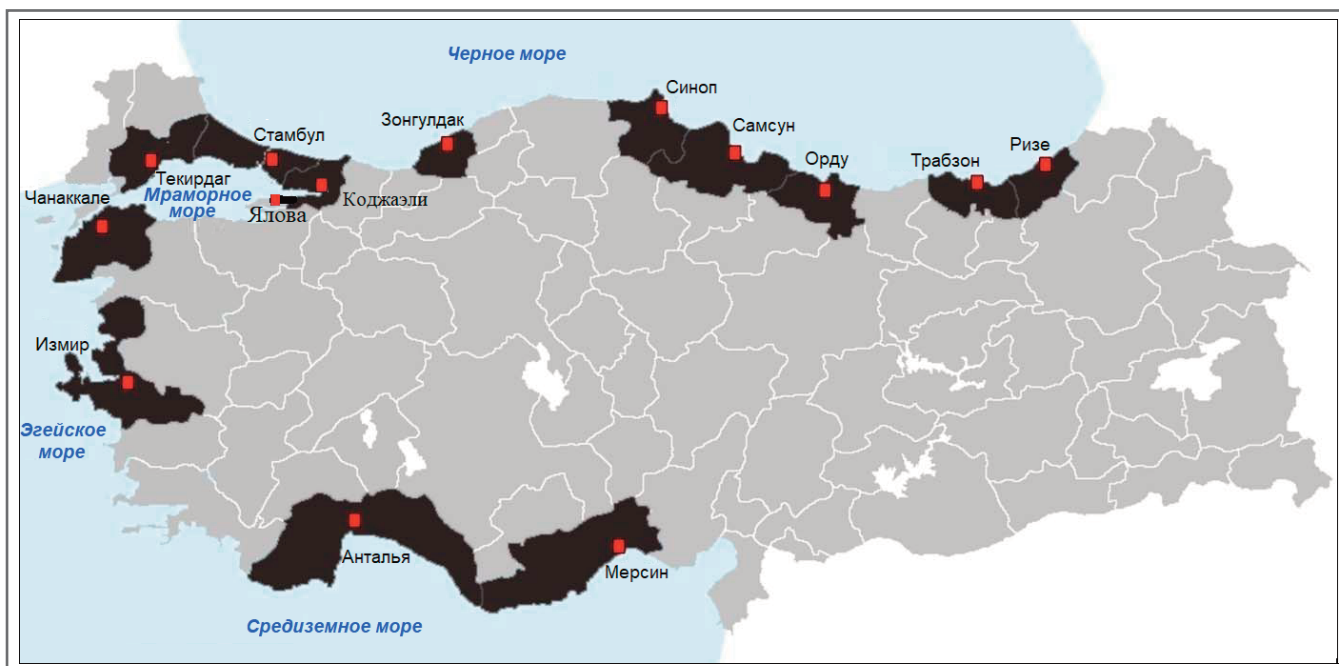 Черное море
Синоп
Зонгулдак
Стамбул
Самсун
Ризе
Орду
Трабзон
Текирдаг
Чанаккале
Мраморное
море
Коджаэли
Ялова
Измир
Эгейское
море
Анталья
Мерсин
Средиземное море